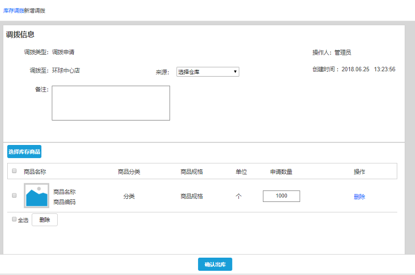 库存调拨新增调拨
调拨信息
调拨类型：调拨申请
操作人：管理员
调拨至：环球中心店
来源：
选择仓库
创建时间：2018.06.25 13:23:56
备注：
选择库存商品
商品名称 商品分类 商品规格 单位 申请数量 操作
商品名称
商品编码
分类 商品规格 个 1000 删除
全选 删除
确认出库